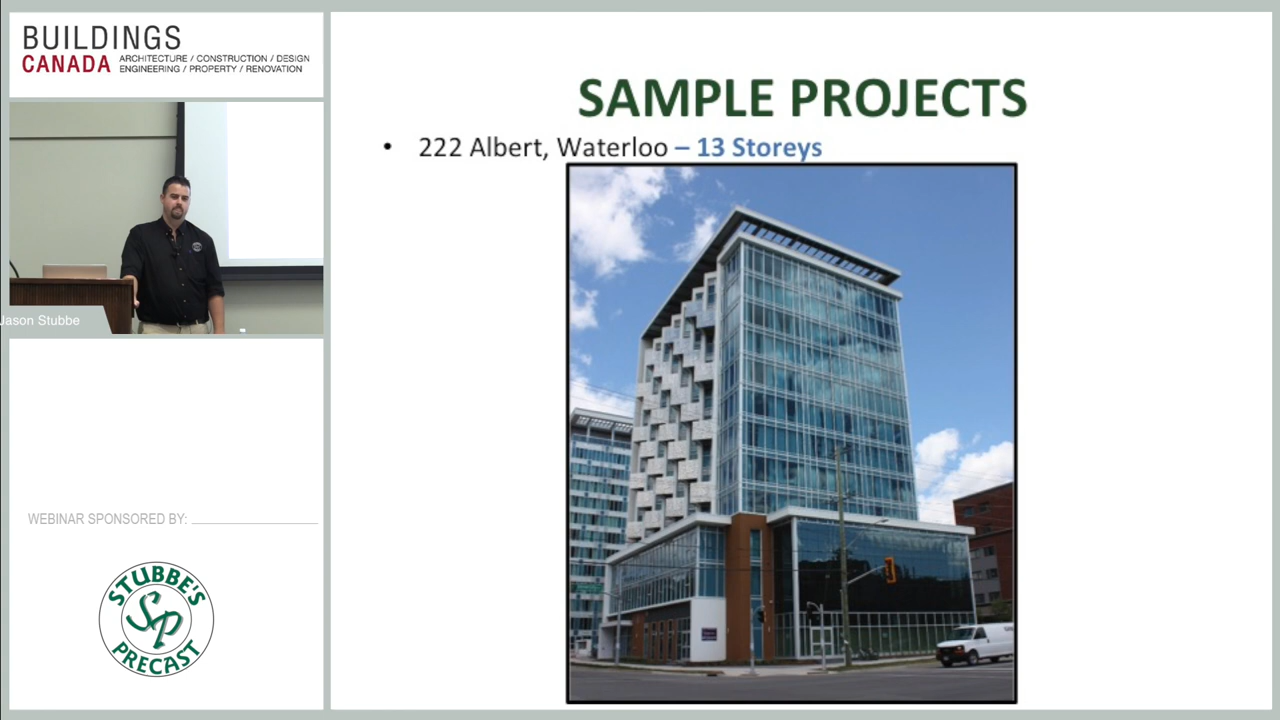 BUILDINGS
CANADA
ARCHITECTURE / CONSTRUCTION / DESIGN
ENGINEERING / PROPERTY / RENOVATION
Jason Stubbe
WEBINAR SPONSORED BY:
STUBBE'S
SP
PRECAST
SAMPLE PROJECTS
• 222 Albert, Waterloo – 13 Storeys